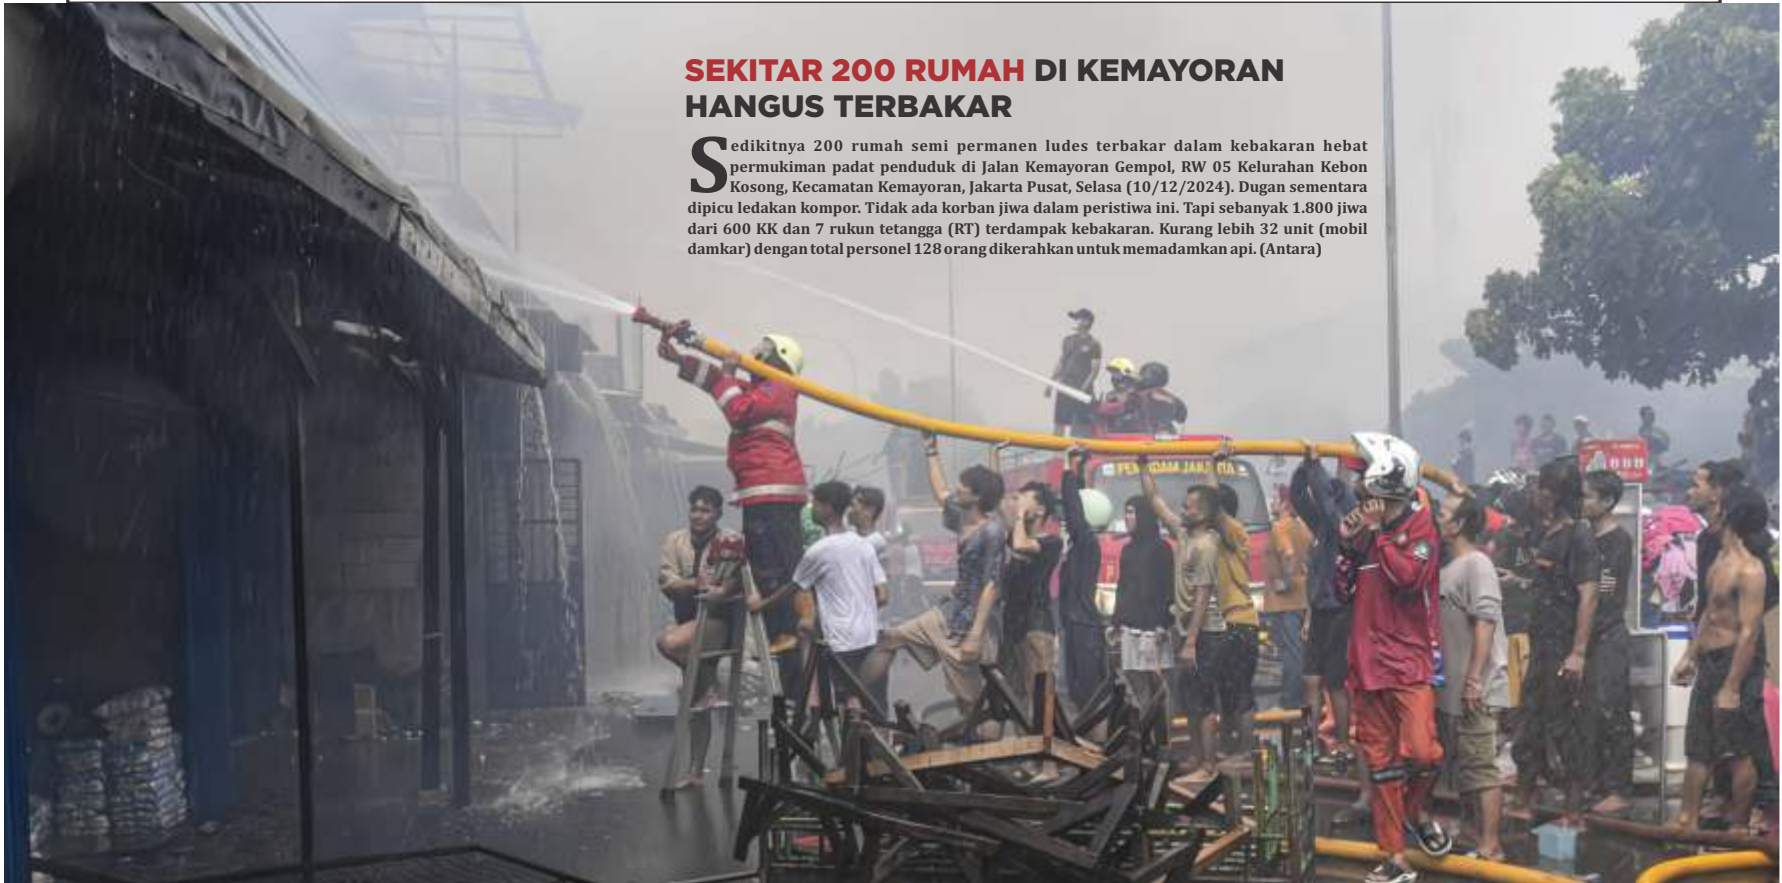 SEKITAR 200 RUMAH DI KEMAYORAN
HANGUS TERBAKAR
Sedikitnya 200 rumah semi permanen ludes terbakar dalam kebakaran hebat
permukiman padat penduduk di Jalan Kemayoran Gempol, RW 05 Kelurahan Kebon
Kosong, Kecamatan Kemayoran, Jakarta Pusat, Selasa (10/12/2024). Dugan sementara
dipicu ledakan kompor. Tidak ada korban jiwa dalam peristiwa ini. Tapi sebanyak 1.800 jiwa
dari 600 KK dan 7 rukun tetangga (RT) terdampak kebakaran. Kurang lebih 32 unit (mobil
damkar) dengan total personel 128 orang dikerahkan untuk memadamkan api. (Antara)